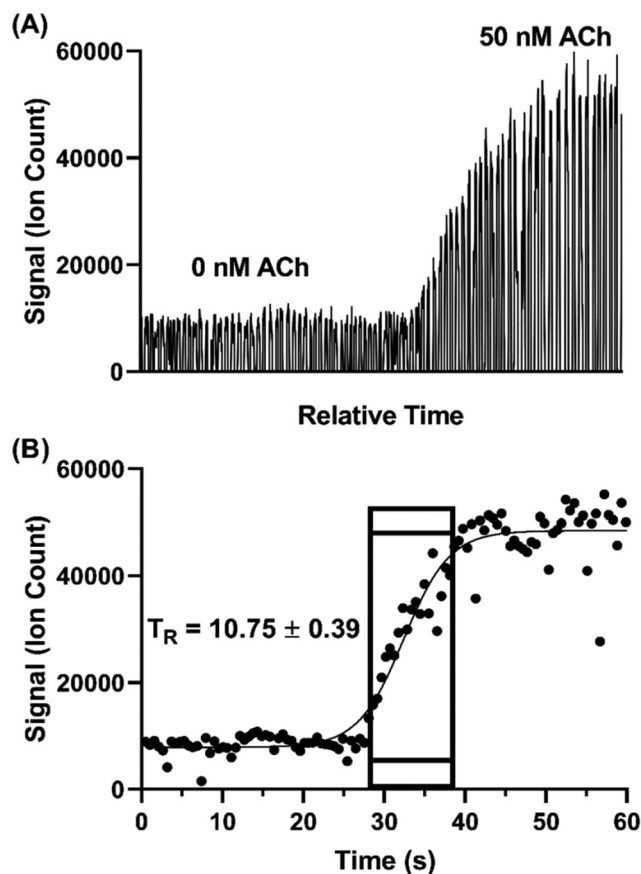 (A)
50 nM ACh
60000
40000
20000
0
Signal (Ion Count)
0 nM ACh
Relative Time
(B)
60000
40000
20000
0
Signal (Ion Count)
T_R = 10.75 ± 0.39
0 10 20 30 40 50 60
Time (s)